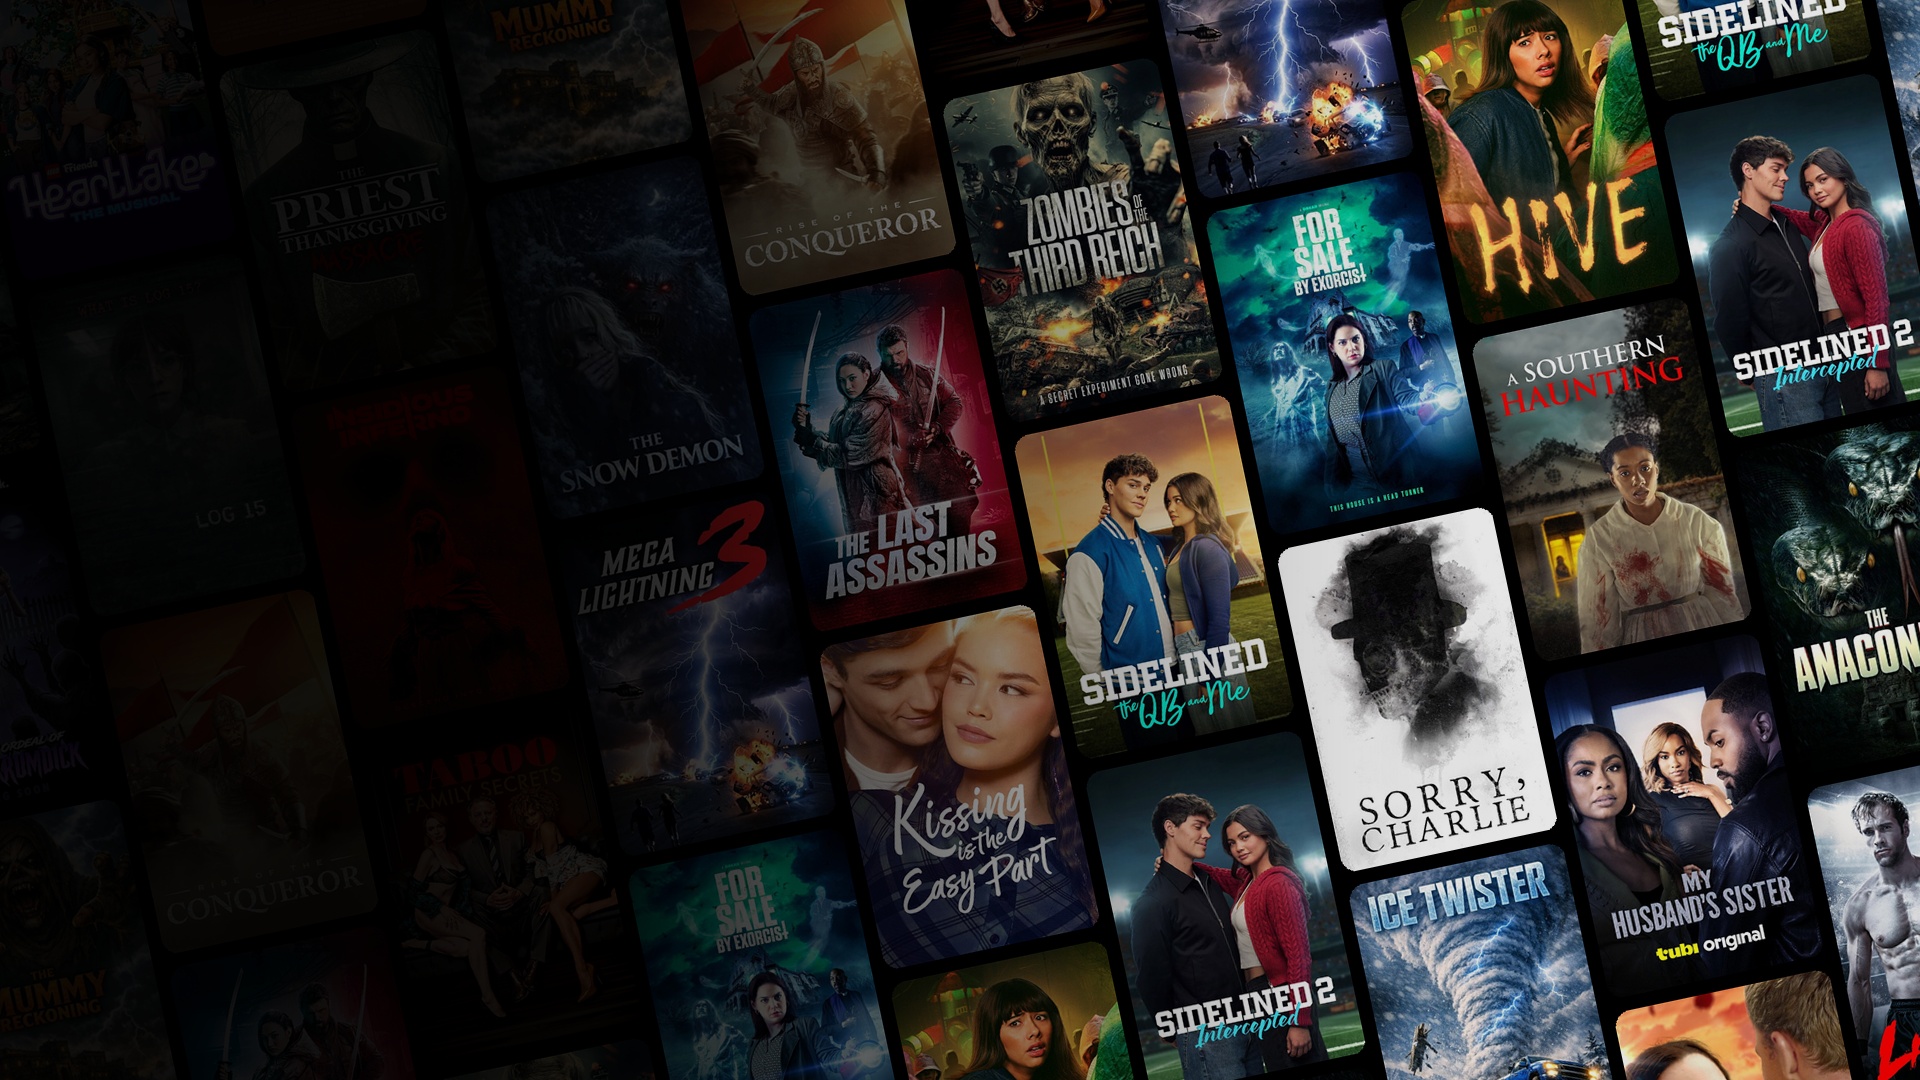 Heartlake
THE MUSICAL
THE
PRIEST
THANKSGIVING
MASSACRE
LOG 15
CONQUEROR
THE
MUMMY
RECKONING
MUMMY
RECKONING
THE
SNOW DEMON
TABOO
FAMILY SECRETS
MEGA
LIGHTNING 3
FOR
SALE
BY EXORCIST
RISE OF THE
CONQUEROR
THE LAST
ASSASSINS
Kissing
is the
Easy Part
ZOMBIES OF THE
THIRD REICH
A SECRET EXPERIMENT GONE WRONG
SIDELINED
the QB and Me
SIDELINED 2
Intercepted
FOR
SALE
BY EXORCIST
THIS HOUSE IS A HEAD TURNER
SORRY,
CHARLIE
ICE TWISTER
HIVE
A SOUTHERN
HAUNTING
MY
HUSBAND'S SISTER
tubi original
SIDELINED
the QB and Me
SIDELINED 2
Intercepted
THE
ANACON